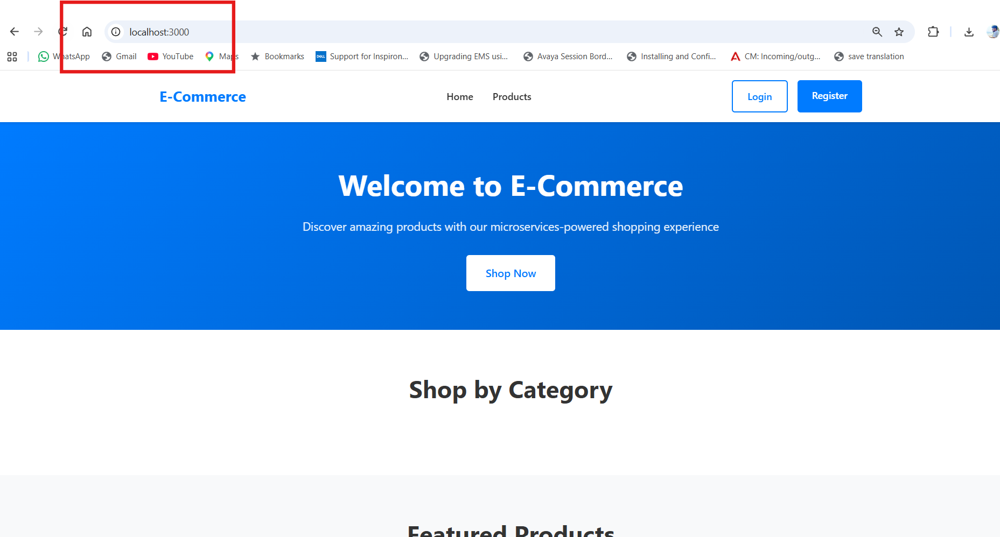 localhost:3000
WhatsApp Gmail YouTube Maps Bookmarks Support for Inspiron... Upgrading EMS usi... Avaya Session Bord... Installing and Confi... CM: Incoming/outg... save translation
E-Commerce Home Products Login Register
Welcome to E-Commerce
Discover amazing products with our microservices-powered shopping experience
Shop Now
Shop by Category
Featured Products